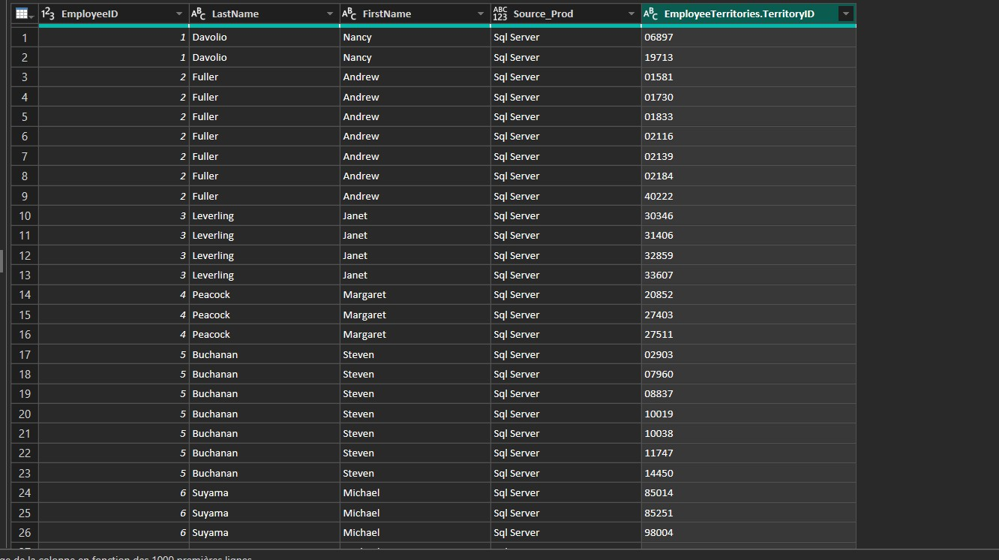 1²3 EmployeeID ABC LastName ABC FirstName ABC 123 Source_Prod ABC EmployeeTerritories.TerritoryID
1 1 Davolio Nancy Sql Server 06897
2 1 Davolio Nancy Sql Server 19713
3 2 Fuller Andrew Sql Server 01581
4 2 Fuller Andrew Sql Server 01730
5 2 Fuller Andrew Sql Server 01833
6 2 Fuller Andrew Sql Server 02116
7 2 Fuller Andrew Sql Server 02139
8 2 Fuller Andrew Sql Server 02184
9 2 Fuller Andrew Sql Server 40222
10 3 Leverling Janet Sql Server 30346
11 3 Leverling Janet Sql Server 31406
12 3 Leverling Janet Sql Server 32859
13 3 Leverling Janet Sql Server 33607
14 4 Peacock Margaret Sql Server 20852
15 4 Peacock Margaret Sql Server 27403
16 4 Peacock Margaret Sql Server 27511
17 5 Buchanan Steven Sql Server 02903
18 5 Buchanan Steven Sql Server 07960
19 5 Buchanan Steven Sql Server 08837
20 5 Buchanan Steven Sql Server 10019
21 5 Buchanan Steven Sql Server 10038
22 5 Buchanan Steven Sql Server 11747
23 5 Buchanan Steven Sql Server 14450
24 6 Suyama Michael Sql Server 85014
25 6 Suyama Michael Sql Server 85251
26 6 Suyama Michael Sql Server 98004
de la colonne en fonction des 1000 premières lignes